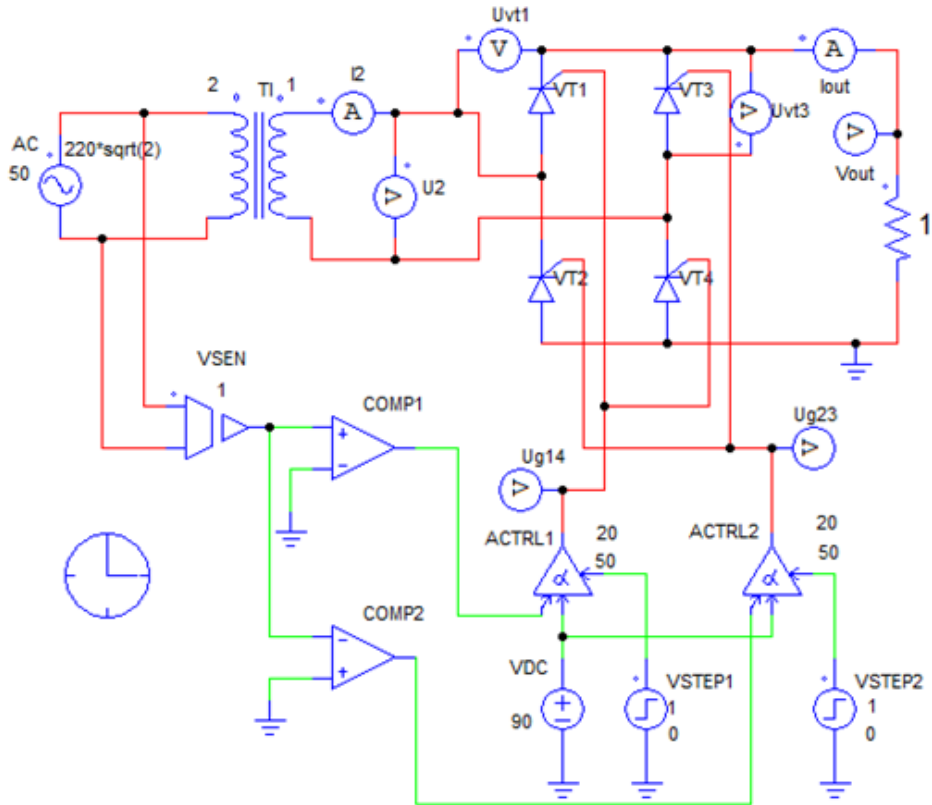 Uvt1
2 TI 1 I2
V
A
VT1
VT3
A
Iout
V
Uvt3
AC
220*sqrt(2)
50
V
U2
V
Vout
1
VT2
VT4
VSEN
1
COMP1
+
-
V
Ug14
Ug23
V
ACTRL1
20
50
α
ACTRL2
20
50
α
COMP2
-
+
VDC
+
-
90
VSTEP1
1
0
VSTEP2
1
0